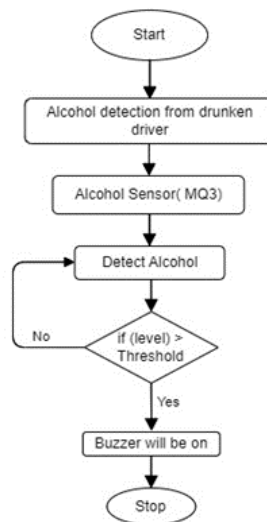 Start
Alcohol detection from drunken
driver
Alcohol Sensor( MQ3)
Detect Alcohol
No
if (level) >
Threshold
Yes
Buzzer will be on
Stop